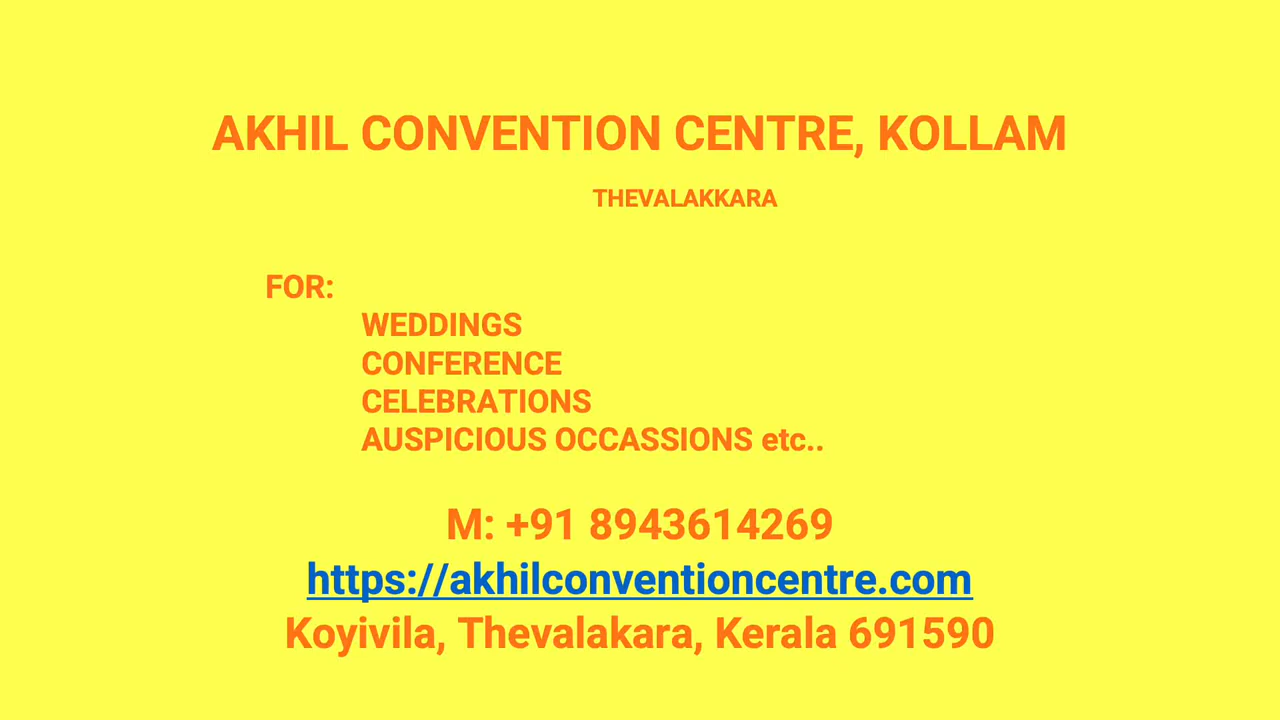 AKHIL CONVENTION CENTRE, KOLLAM
THEVALAKKARA
FOR:
WEDDINGS
CONFERENCE
CELEBRATIONS
AUSPICIOUS OCCASSIONS etc..
M: +91 8943614269
https://akhilconventioncentre.com
Koyivila, Thevalakara, Kerala 691590